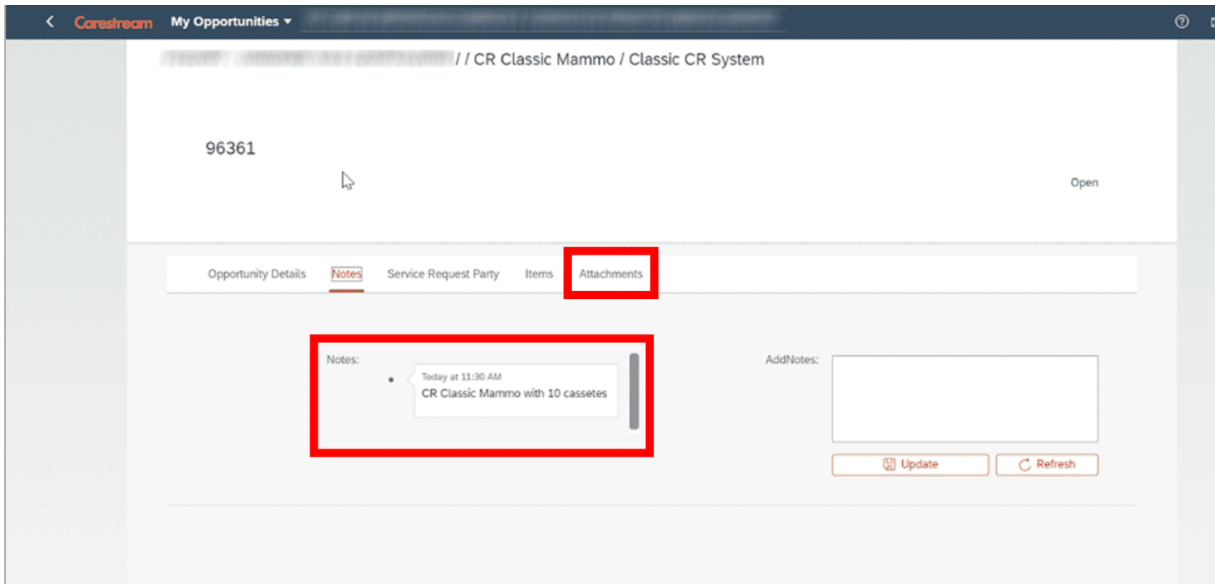 Carestream My Opportunities
/ / CR Classic Mammo / Classic CR System
96361
Open
Opportunity Details Notes Service Request Party Items Attachments
Notes: AddNotes:
Today at 11:30 AM
CR Classic Mammo with 10 cassetes
Update Refresh